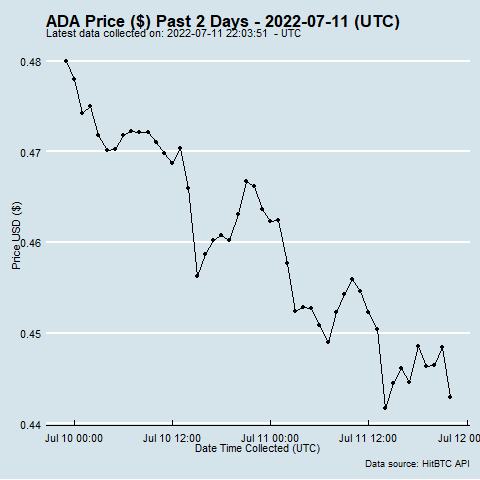 ADA Price ($) Past 2 Days - 2022-07-11 (UTC)
Latest data collected on: 2022-07-11 22:03:51 - UTC
0.48
0.47
0.46
0.45
0.44
Price USD ($)
Jul 10 00:00 Jul 10 12:00 Jul 11 00:00 Jul 11 12:00 Jul 12 00:
Date Time Collected (UTC)
Data source: HitBTC API